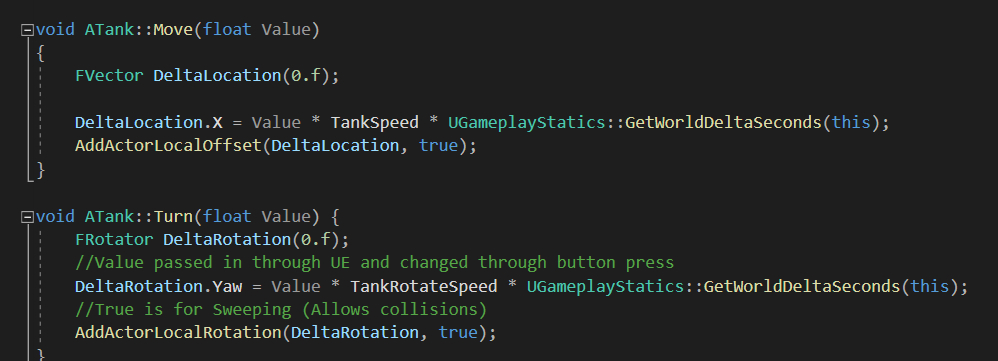 void ATank::Move(float Value)
{
FVector DeltaLocation(0.f);
DeltaLocation.X = Value * TankSpeed * UGameplayStatics::GetWorldDeltaSeconds(this);
AddActorLocalOffset(DeltaLocation, true);
}
void ATank::Turn(float Value) {
FRotator DeltaRotation(0.f);
//Value passed in through UE and changed through button press
DeltaRotation.Yaw = Value * TankRotateSpeed * UGameplayStatics::GetWorldDeltaSeconds(this);
//True is for Sweeping (Allows collisions)
AddActorLocalRotation(DeltaRotation, true);
}